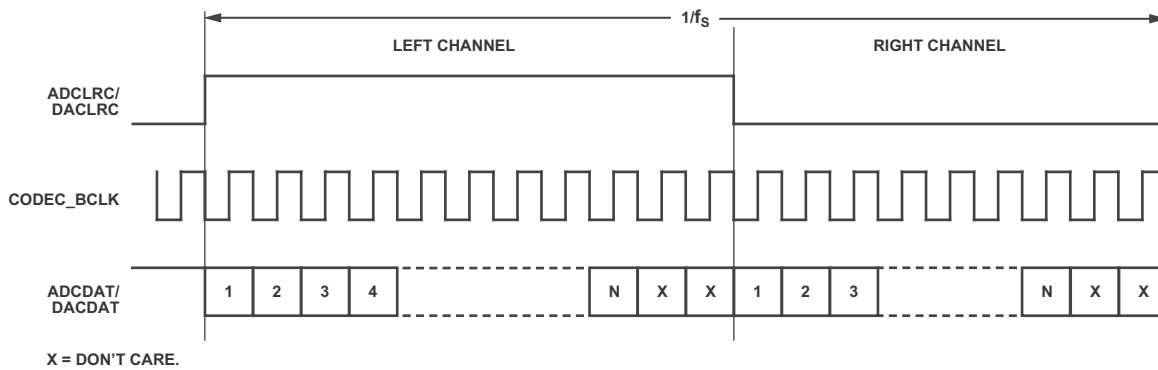 1/fS
LEFT CHANNEL
RIGHT CHANNEL
ADCLRC/
DACLRC
CODEC_BCLK
ADCDAT/
DACDAT
1 2 3 4 N X X 1 2 3 N X X
X = DON'T CARE.